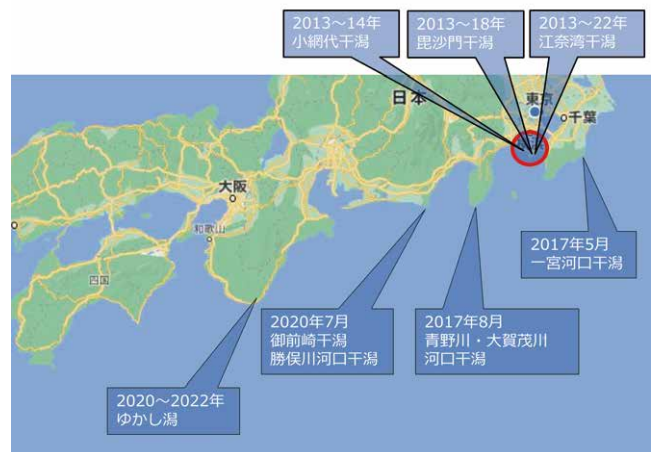 2013～14年
小網代干潟
2013～18年
毘沙門干潟
2013～22年
江奈湾干潟
日本
東京
千葉
大阪
和歌山
四国
2017年5月
一宮河口干潟
2020年7月
御前崎干潟
勝俣川河口干潟
2017年8月
青野川・大賀茂川
河口干潟
2020～2022年
ゆかし潟